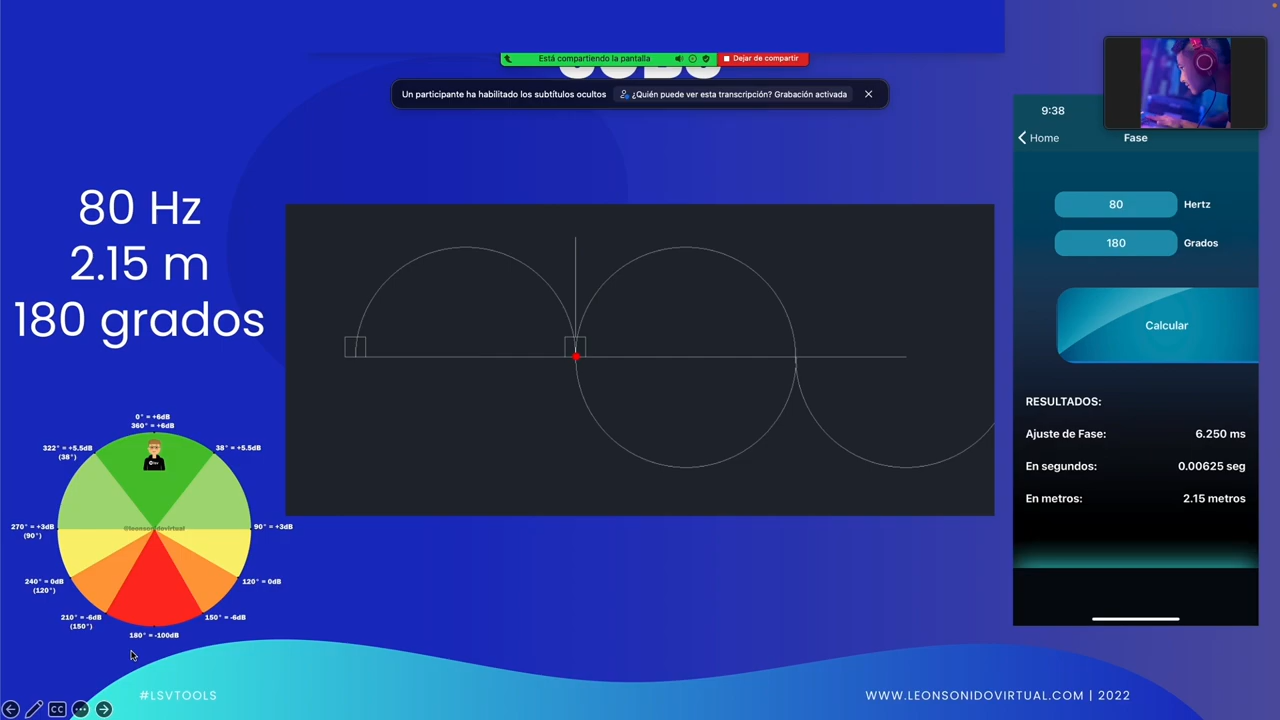 Está compartiendo la pantalla
Dejar de compartir
SUBS
Un participante ha habilitado los subtítulos ocultos
¿Quién puede ver esta transcripción? Grabación activada
9:38
Home
Fase
80 Hz
2.15 m
180 grados
80 Hertz
180 Grados
Calcular
RESULTADOS:
Ajuste de Fase: 6.250 ms
En segundos: 0.00625 seg
En metros: 2.15 metros
0° = +6dB
360° = +6dB
322° = +5.5dB
(38°)
38° = +5.5dB
270° = +3dB
(90°)
©leonsonidovirtual
90° = +3dB
240° = 0dB
(120°)
120° = 0dB
210° = -6dB
(150°)
150° = -6dB
180° = -100dB
#LSVTOOLS
WWW.LEONSONIDOVIRTUAL.COM | 2022
CC